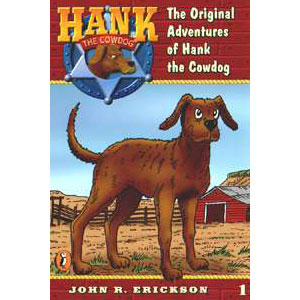 HANK
THE COWDOG
The Original
Adventures
of Hank
the Cowdog
JOHN R. ERICKSON
1